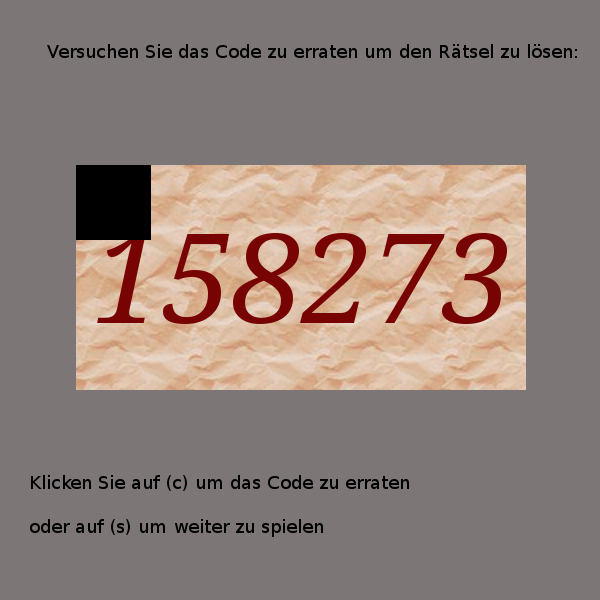 Versuchen Sie das Code zu erraten um den Rätsel zu lösen:
158273
Klicken Sie auf (c) um das Code zu erraten
oder auf (s) um weiter zu spielen